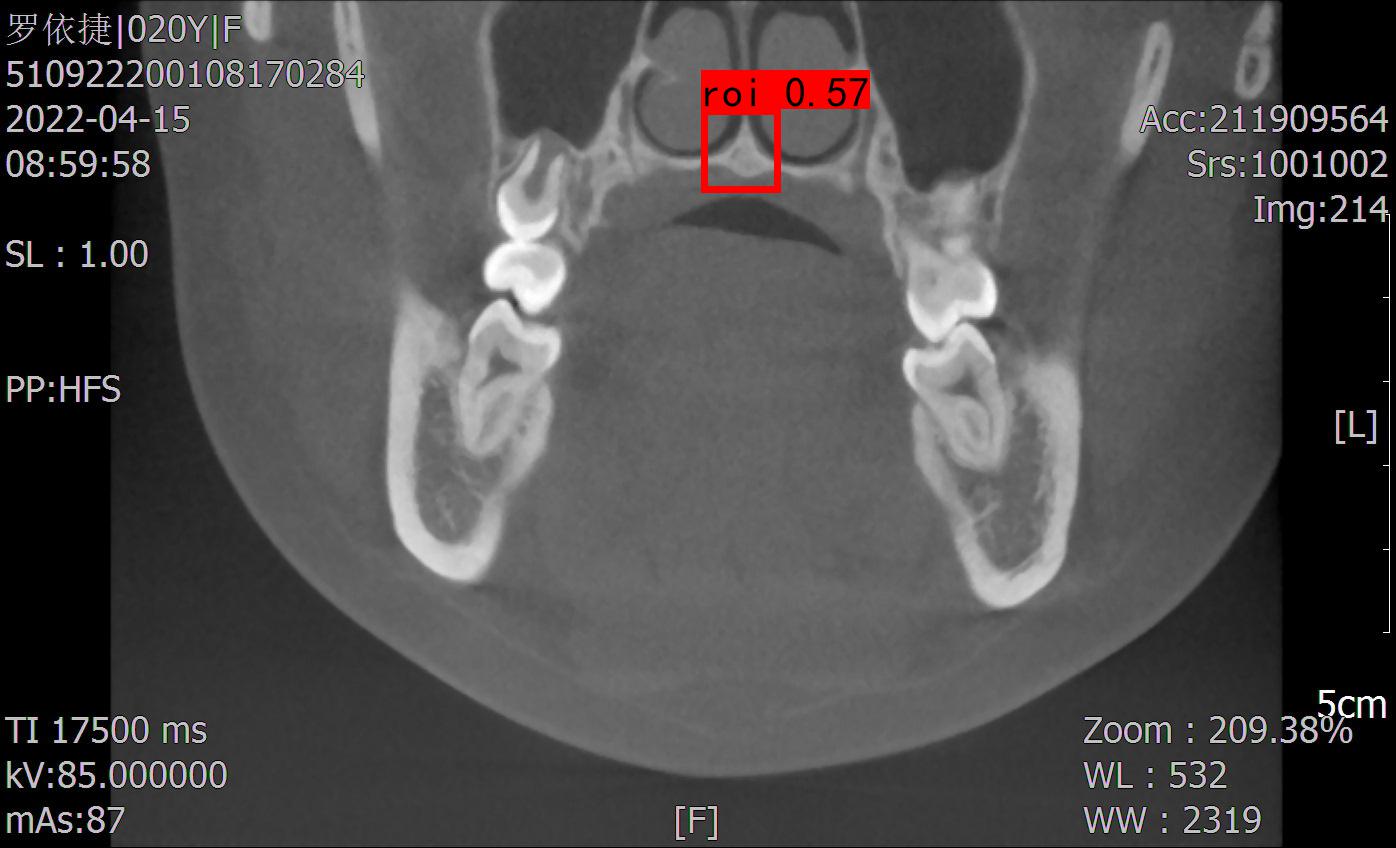 罗依捷|020Y|F
510922200108170284
2022-04-15
08:59:58
SL : 1.00
PP:HFS
roi 0.57
Acc:211909564
Srs:1001002
Img:214
[L]
5cm
TI 17500 ms
kV:85.000000
mAs:87
[F]
Zoom : 209.38%
WL : 532
WW : 2319